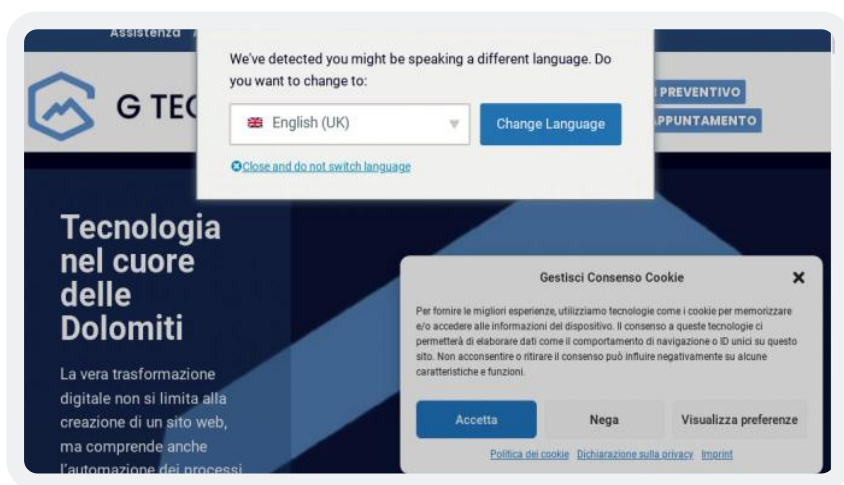 Assistenza
We've detected you might be speaking a different language. Do
you want to change to:
English (UK)
Change Language
Close and do not switch language
G TEC
PREVENTIVO
APPUNTAMENTO
Tecnologia
nel cuore
delle
Dolomiti
La vera trasformazione
digitale non si limita alla
creazione di un sito web,
ma comprende anche
l'automazione dei processi
Gestisci Consenso Cookie
Per fornire le migliori esperienze, utilizziamo tecnologie come i cookie per memorizzare
e/o accedere alle informazioni del dispositivo. Il consenso a queste tecnologie ci
permetterà di elaborare dati come il comportamento di navigazione o ID unici su questo
sito. Non acconsentire o ritirare il consenso può influire negativamente su alcune
caratteristiche e funzioni.
Accetta
Nega
Visualizza preferenze
Politica dei cookie
Dichiarazione sulla privacy
Imprint